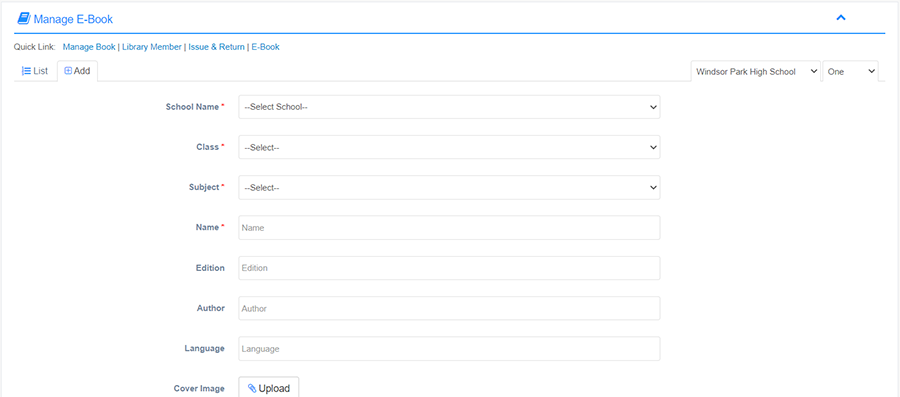 Manage E-Book
Quick Link: Manage Book | Library Member | Issue & Return | E-Book
List Add Windsor Park High School One
School Name * --Select School--
Class * --Select--
Subject * --Select--
Name * Name
Edition Edition
Author Author
Language Language
Cover Image Upload